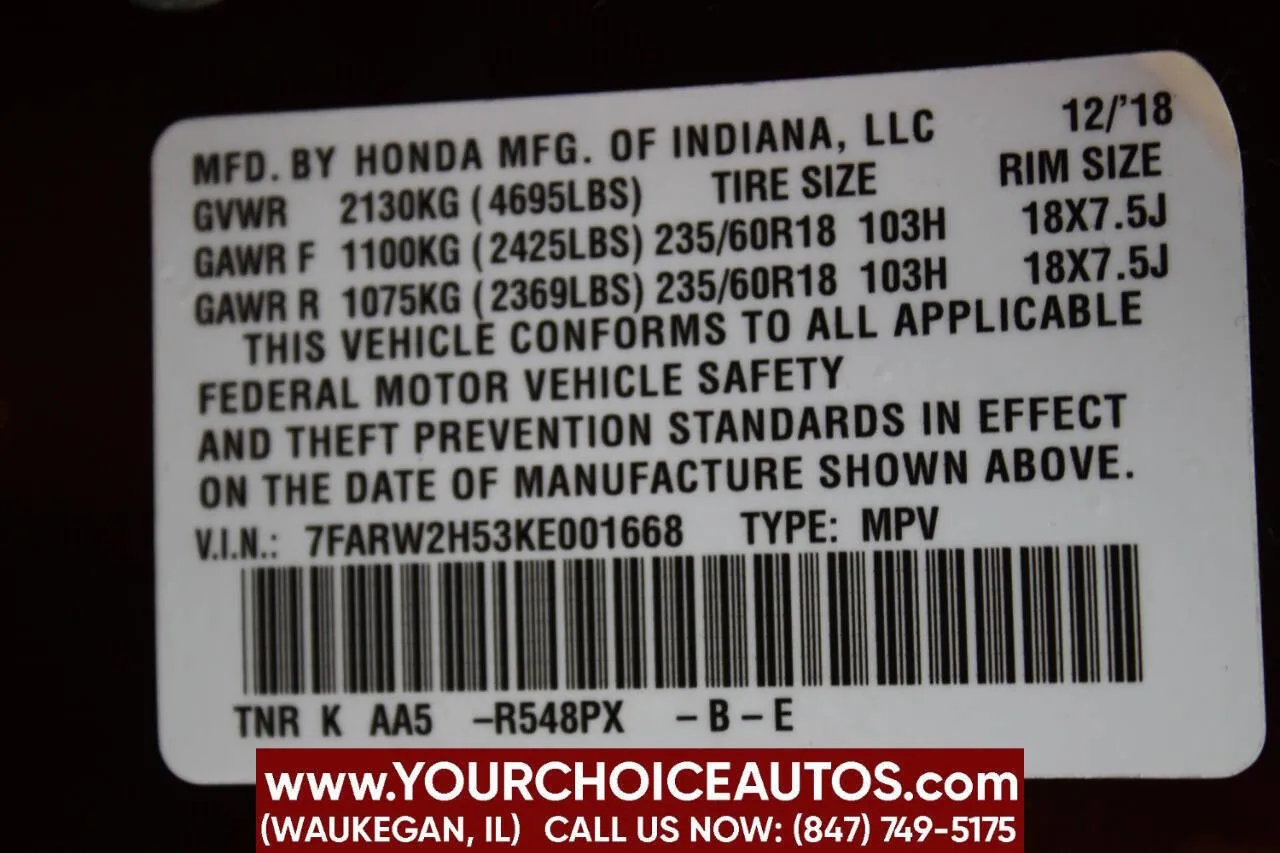 MFD. BY HONDA MFG. OF INDIANA, LLC 12/'18
GVWR 2130KG (4695LBS) TIRE SIZE RIM SIZE
GAWR F 1100KG (2425LBS) 235/60R18 103H 18X7.5J
GAWR R 1075KG (2369LBS) 235/60R18 103H 18X7.5J
THIS VEHICLE CONFORMS TO ALL APPLICABLE
FEDERAL MOTOR VEHICLE SAFETY
AND THEFT PREVENTION STANDARDS IN EFFECT
ON THE DATE OF MANUFACTURE SHOWN ABOVE.
V.I.N.: 7FARW2H53KE001668 TYPE: MPV
TNR K AA5 –R548PX – B – E
www.YOURCHOICEAUTOS.com
(WAUKEGAN, IL) CALL US NOW: (847) 749-5175